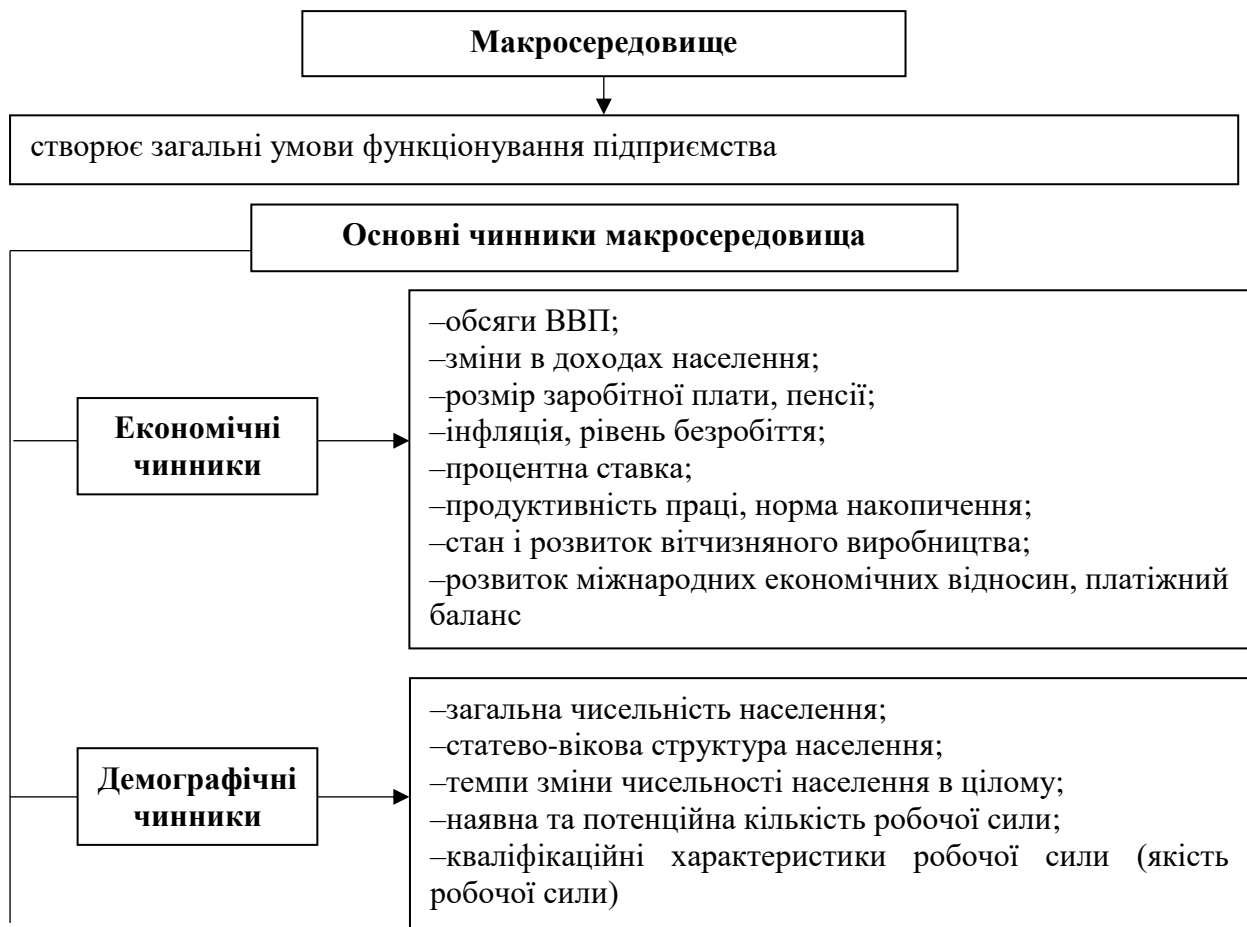 Макросередовище
створює загальні умови функціонування підприємства
Основні чинники макросередовища
Економічні
чинники
–обсяги ВВП;
–зміни в доходах населення;
–розмір заробітної плати, пенсії;
–інфляція, рівень безробіття;
–процентна ставка;
–продуктивність праці, норма накопичення;
–стан і розвиток вітчизняного виробництва;
–розвиток міжнародних економічних відносин, платіжний
баланс
Демографічні
чинники
–загальна чисельність населення;
–статево-вікова структура населення;
–темпи зміни чисельності населення в цілому;
–наявна та потенційна кількість робочої сили;
–кваліфікаційні характеристики робочої сили (якість
робочої сили)